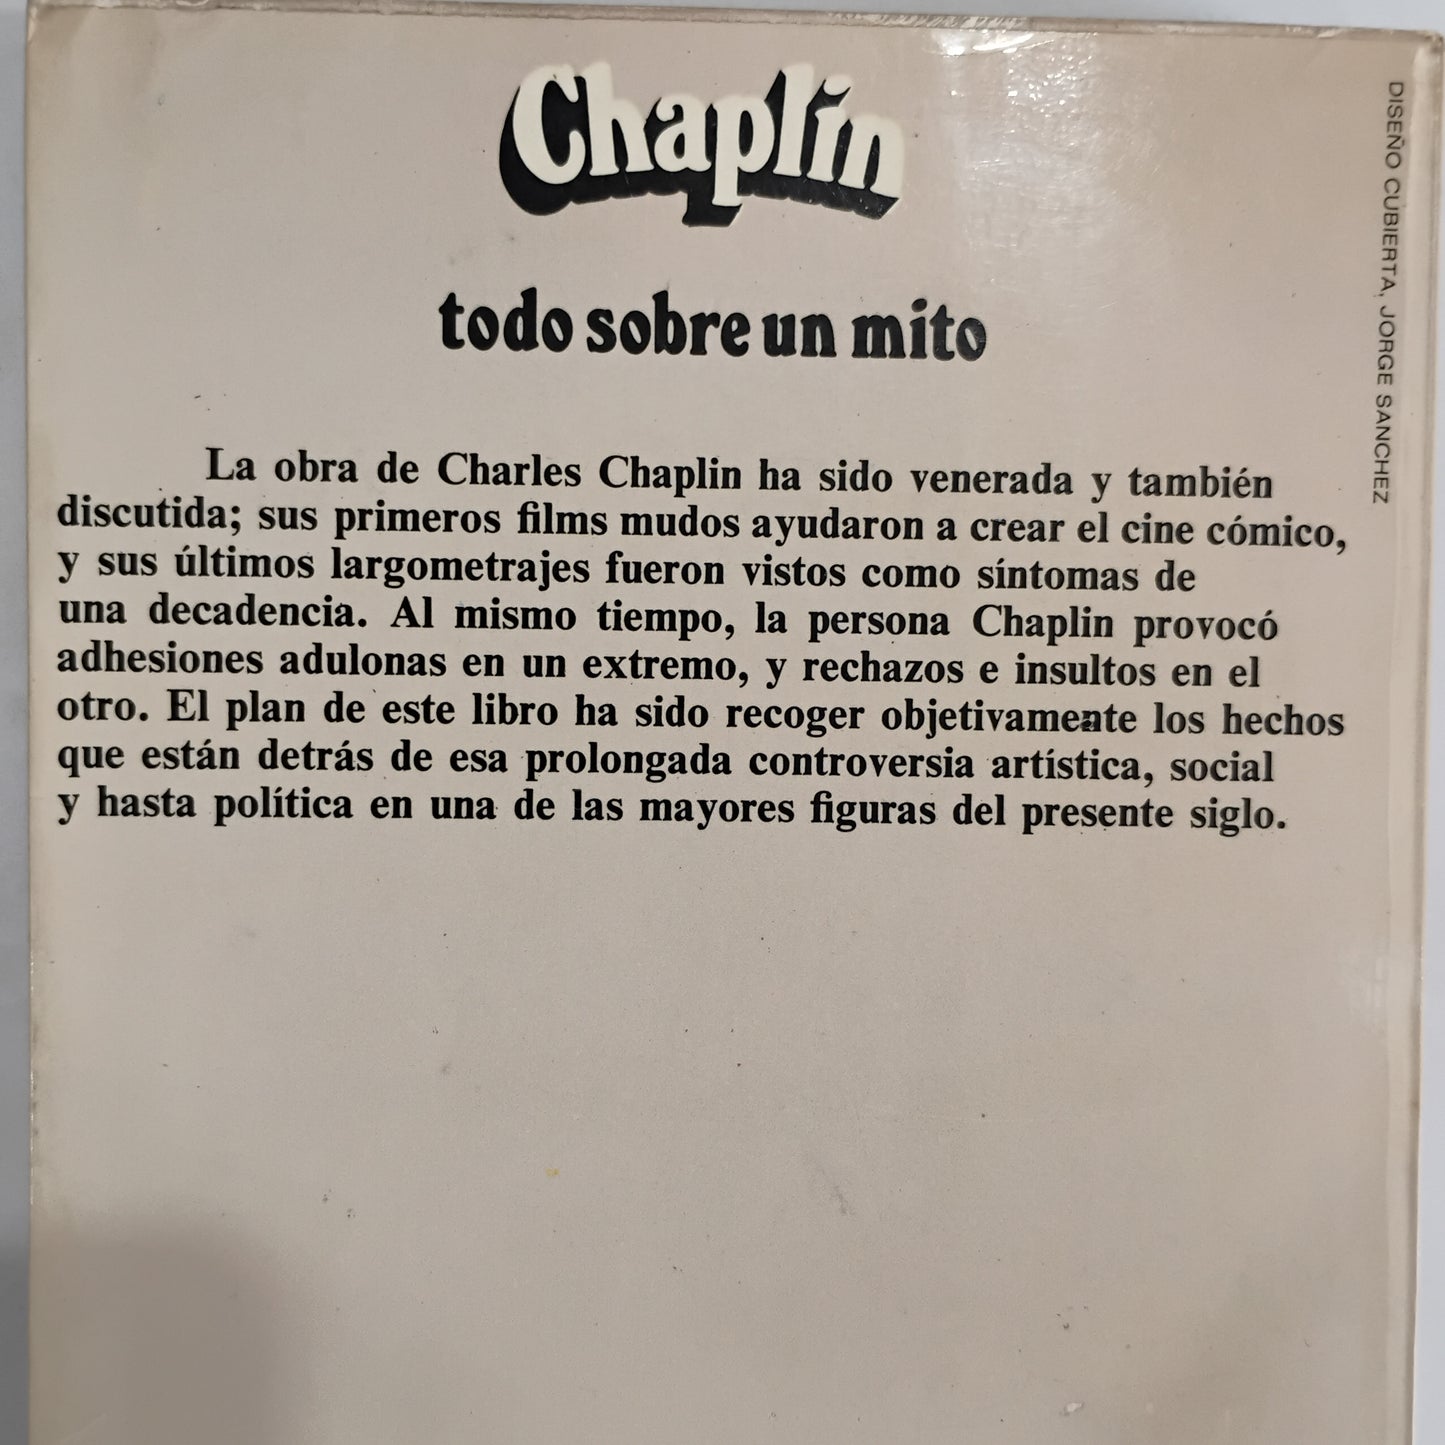 Chaplin
todo sobre un mito
La obra de Charles Chaplin ha sido venerada y también
discutida; sus primeros films mudos ayudaron a crear el cine cómico,
y sus últimos largometrajes fueron vistos como síntomas de
una decadencia. Al mismo tiempo, la persona Chaplin provocó
adhesiones adulonas en un extremo, y rechazos e insultos en el
otro. El plan de este libro ha sido recoger objetivamente los hechos
que están detrás de esa prolongada controversia artística, social
y hasta política en una de las mayores figuras del presente siglo.
DISEÑO CUBIERTA, JORGE SANCHEZ